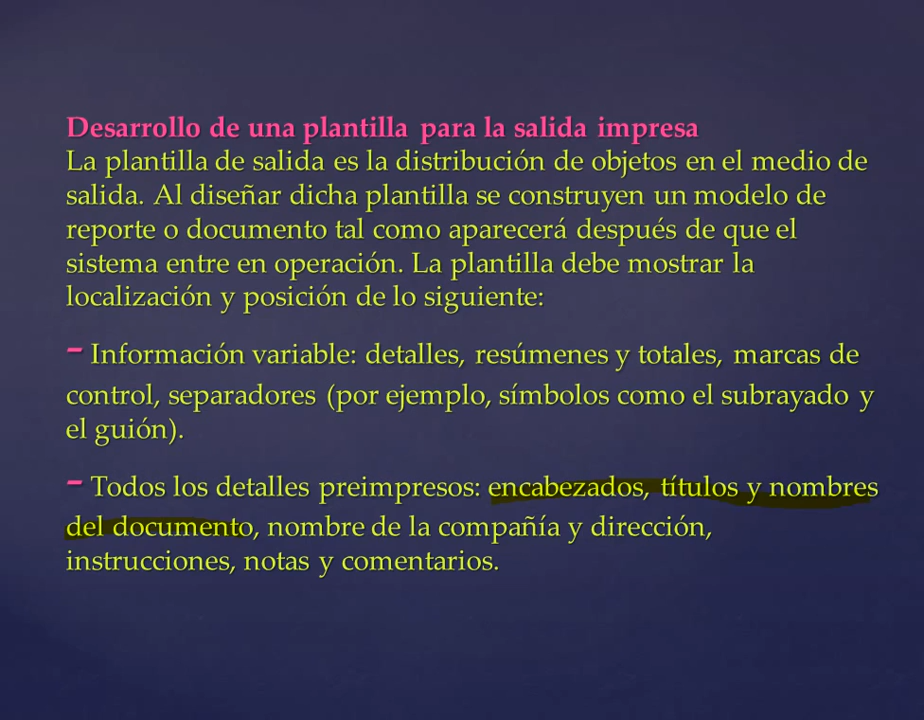 Desarrollo de una plantilla para la salida impresa
La plantilla de salida es la distribución de objetos en el medio de
salida. Al diseñar dicha plantilla se construyen un modelo de
reporte o documento tal como aparecerá después de que el
sistema entre en operación. La plantilla debe mostrar la
localización y posición de lo siguiente:
- Información variable: detalles, resúmenes y totales, marcas de
control, separadores (por ejemplo, símbolos como el subrayado y
el guión).
- Todos los detalles preimpresos: encabezados, títulos y nombres
del documento, nombre de la compañía y dirección,
instrucciones, notas y comentarios.